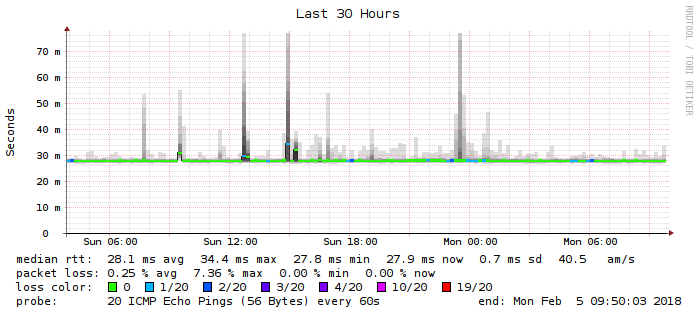 Last 30 Hours
RRDTOOL / TOBI OETIKER
Seconds
70 m
60 m
50 m
40 m
30 m
20 m
10 m
0
Sun 06:00 Sun 12:00 Sun 18:00 Mon 00:00 Mon 06:00
median rtt: 28.1 ms avg 34.4 ms max 27.8 ms min 27.9 ms now 0.7 ms sd 40.5 am/s
packet loss: 0.25 % avg 7.36 % max 0.00 % min 0.00 % now
loss color: 0 1/20 2/20 3/20 4/20 10/20 19/20
probe: 20 ICMP Echo Pings (56 Bytes) every 60s end: Mon Feb 5 09:50:03 2018